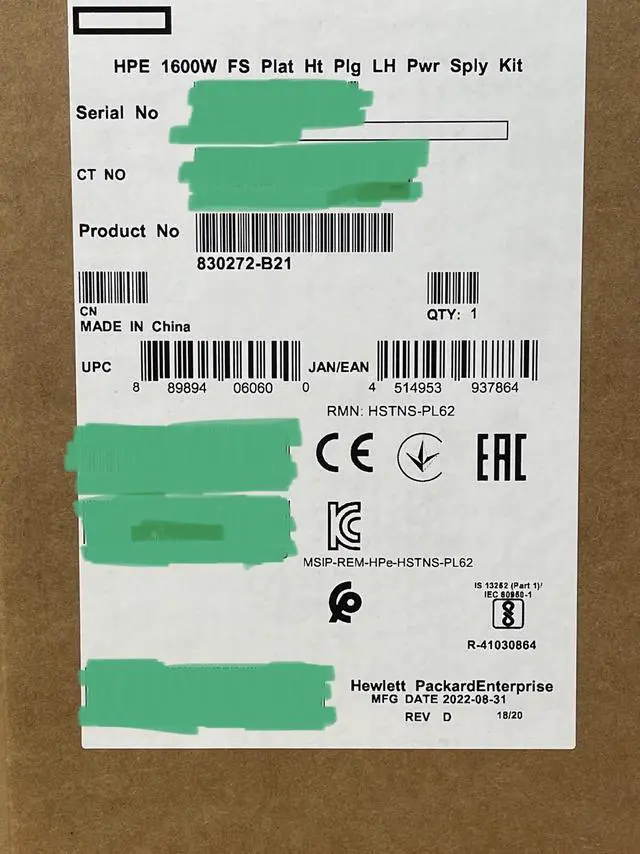 HPE 1600W FS Plat Ht Plg LH Pwr Sply Kit
Serial No
CT NO
Product No
830272-B21
CN
MADE IN China
QTY: 1
UPC
8 89894 06060 0
JAN/EAN
4 514953 937864
RMN: HSTNS-PL62
CE
EAC
MSIP-REM-HPe-HSTNS-PL62
IS 13252 (Part 1)/
IEC 60950-1
R-41030864
Hewlett PackardEnterprise
MFG DATE 2022-08-31
REV D 18/20